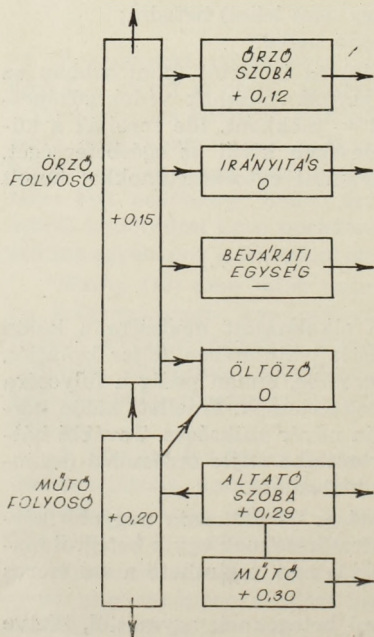 ŐRZŐ
SZOBA
+ 0,12
ŐRZŐ
FOLYOSÓ
+0,15
IRÁNYITÁS
0
BEJÁRATI
EGYSÉG
—
ÖLTÖZŐ
0
MŰTŐ
FOLYOSÓ
+0,20
ALTATÓ
SZOBA
+0,29
MŰTŐ
+0,30